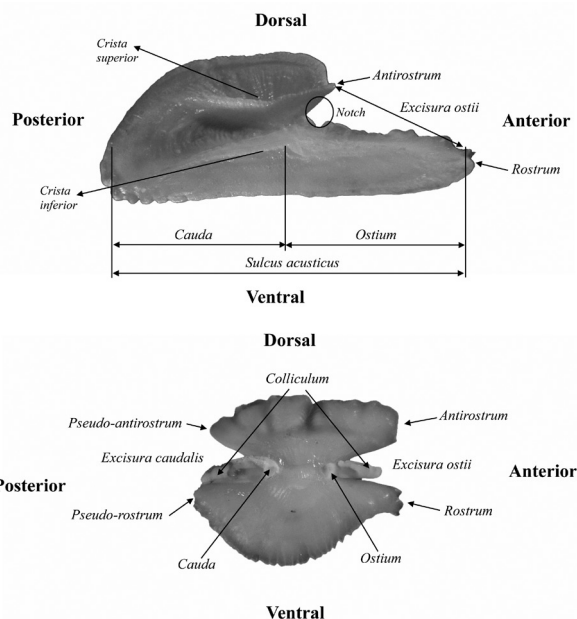 Dorsal
Crista
superior
Antirostrum
Excisura ostii
Notch
Posterior
Anterior
Rostrum
Crista
inferior
Cauda
Ostium
Sulcus acusticus
Ventral
Dorsal
Colliculum
Pseudo-antirostrum
Antirostrum
Excisura caudalis
Excisura ostii
Posterior
Anterior
Pseudo-rostrum
Rostrum
Cauda
Ostium
Ventral